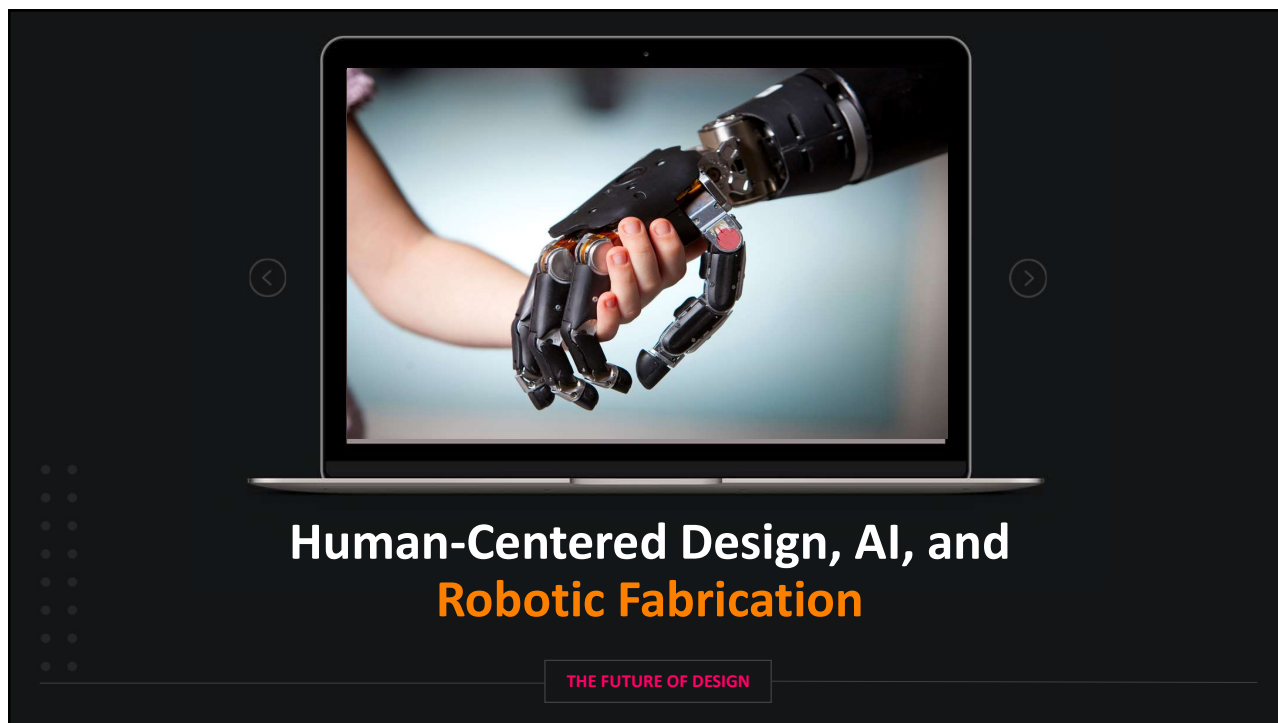 Human-Centered Design, AI, and
Robotic Fabrication
THE FUTURE OF DESIGN